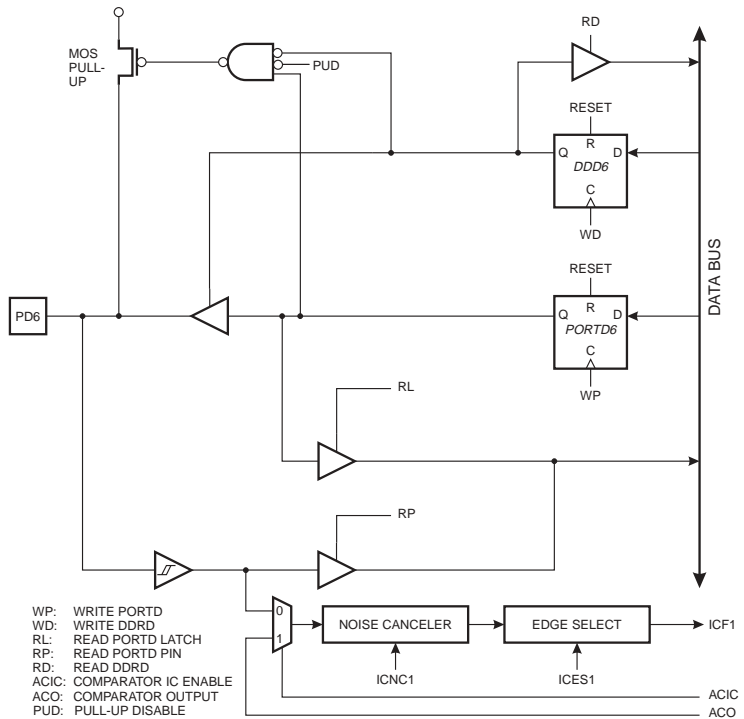 RD
MOS
PULL-
UP
PUD
RESET
R
Q
D
DDD6
C
WD
DATA BUS
RESET
R
Q
D
PORTD6
C
WP
PD6
RL
RP
0
1
NOISE CANCELER
EDGE SELECT
ICF1
ICNC1
ICES1
ACIC
ACO
WP: WRITE PORTD
WD: WRITE DDRD
RL: READ PORTD LATCH
RP: READ PORTD PIN
RD: READ DDRD
ACIC: COMPARATOR IC ENABLE
ACO: COMPARATOR OUTPUT
PUD: PULL-UP DISABLE